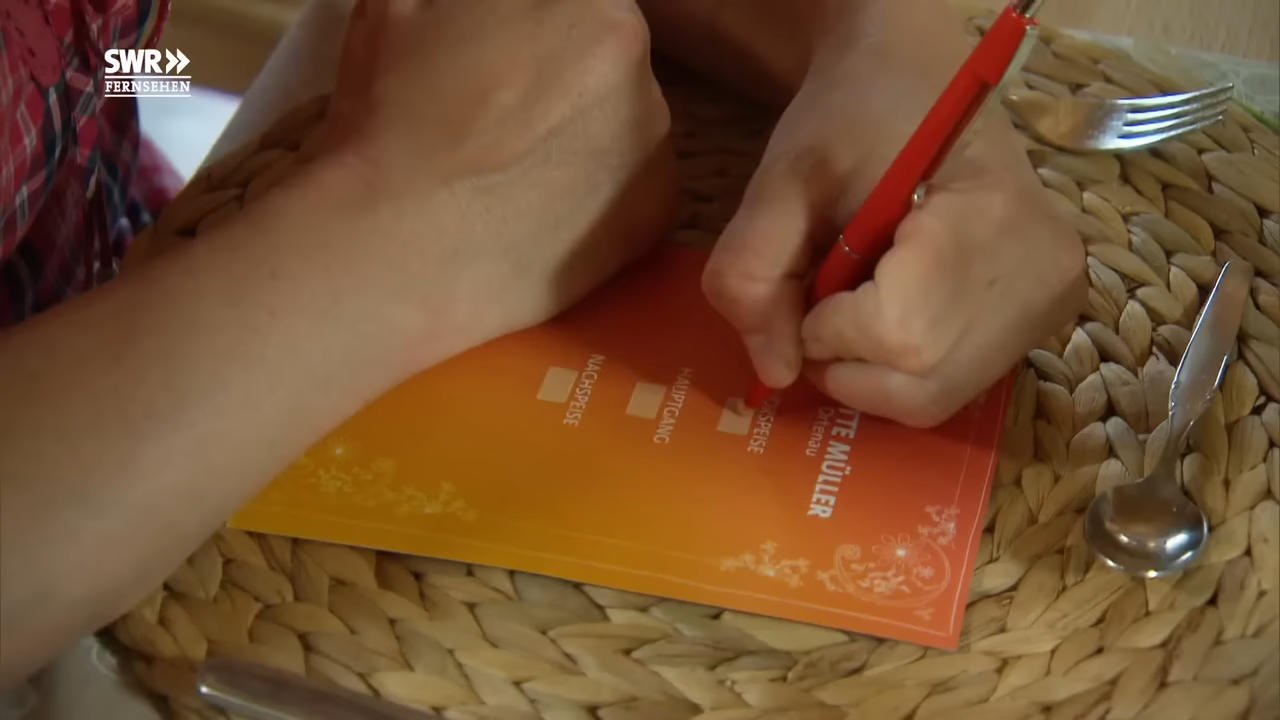 SWR
FERNSEHEN
TTE MÜLLER
Ortenau
SPEISE
HAUPTGANG
NACHSPEISE